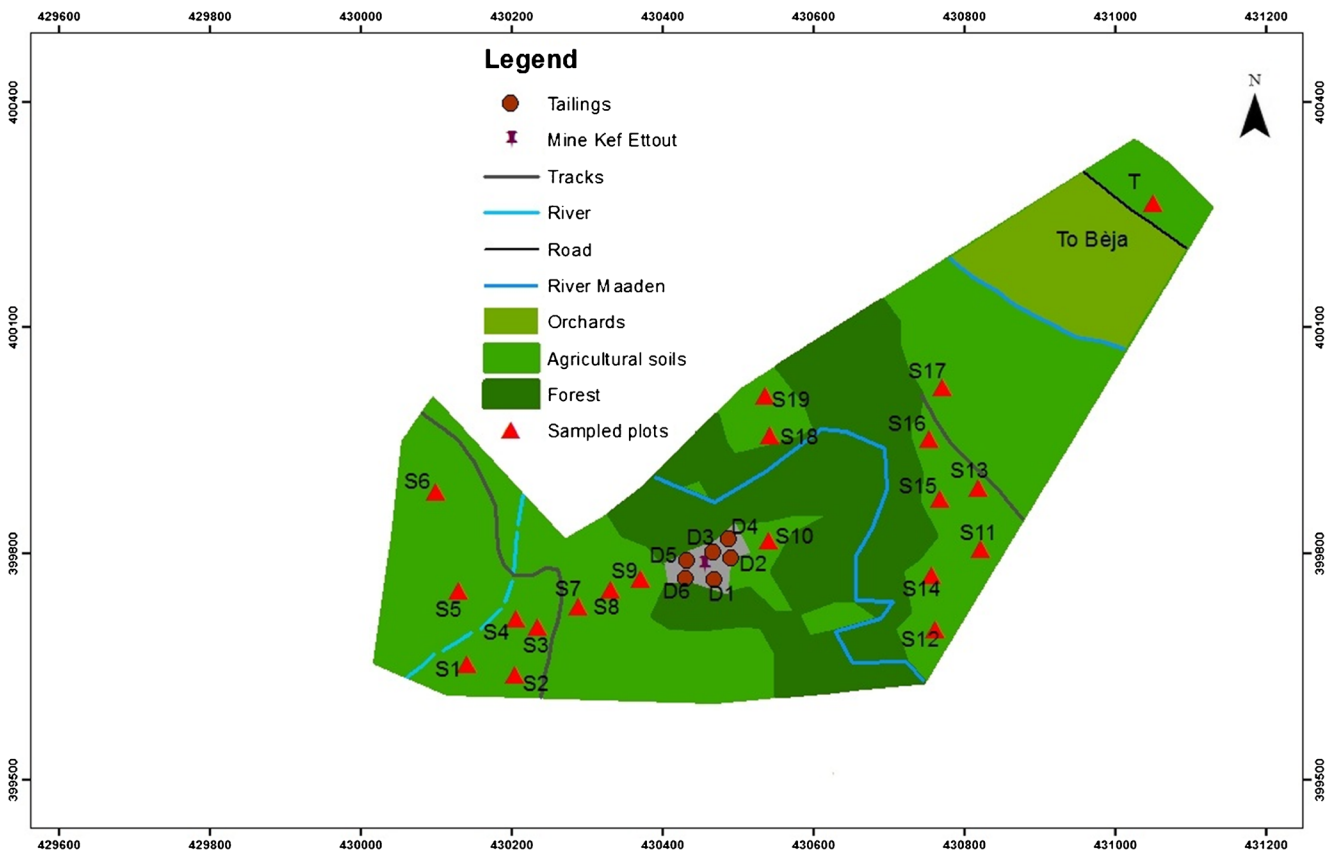 429600 429800 430000 430200 430400 430600 430800 431000 431200
Legend
N
400400
400400
Tailings
Mine Kef Ettout
Tracks
T
River
To Bèja
Road
River Maaden
Orchards
400100
400100
Agricultural soils
S17
Forest
S19
Sampled plots
S16
S18
S13
S6
S15
D4
S10
S11
D3
399800
399800
D5
D2
S9
S7
D6
D1
S14
S8
S5
S4
S3
S12
S1
S2
399500
399500
429600 429800 430000 430200 430400 430600 430800 431000 431200